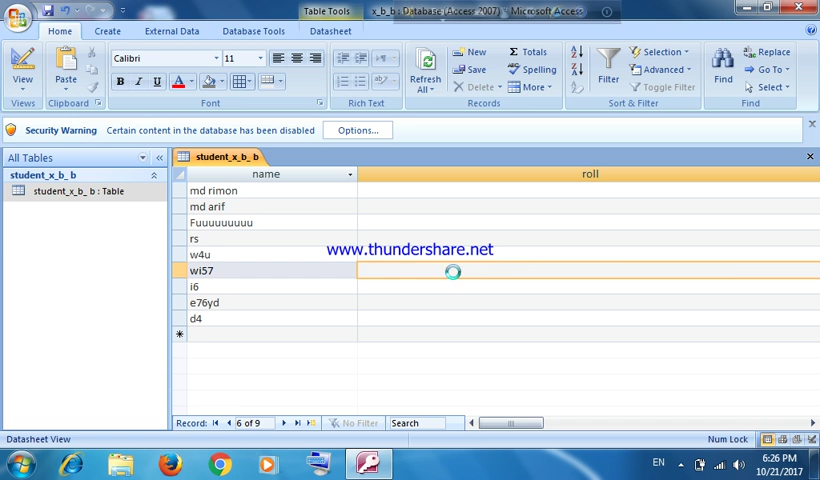 Table Tools
x_b_b : Database (Access 2007) - Microsoft Access
Home
Create
External Data
Database Tools
Datasheet
View
Views
Paste
Clipboard
Calibri
11
B I U A
Font
Rich Text
Refresh All
New
Save
Delete
Totals
Spelling
More
Records
Filter
Selection
Advanced
Toggle Filter
Sort & Filter
Find
Replace
Go To
Select
Find
Security Warning Certain content in the database has been disabled
Options...
All Tables
student_x_b_ b
student_x_b_ b : Table
student_x_b_ b
name
roll
md rimon
md arif
Fuuuuuuuuu
rs
w4u
wi57
i6
e76yd
d4
www.thundershare.net
Record: 6 of 9
No Filter
Search
Datasheet View
Num Lock
EN
6:26 PM
10/21/2017